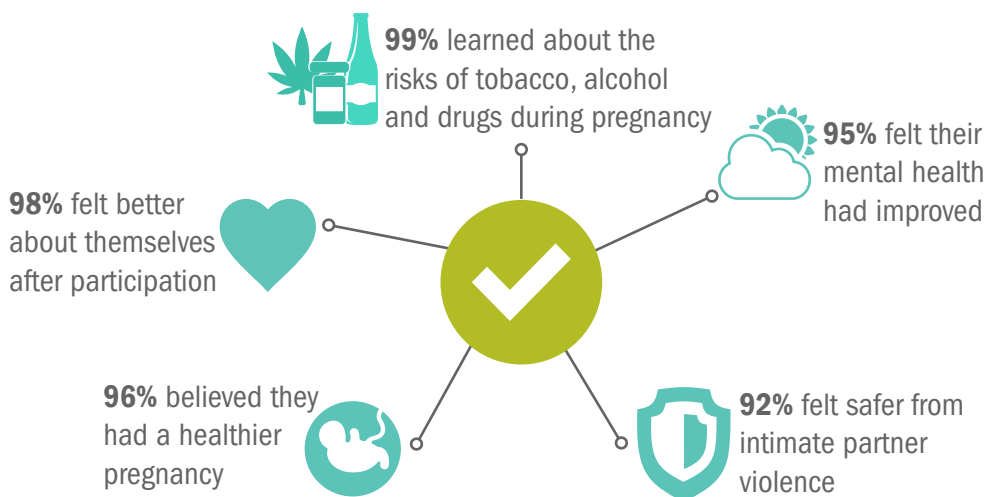 99% learned about the
risks of tobacco, alcohol
and drugs during pregnancy
95% felt their
mental health
had improved
98% felt better
about themselves
after participation
96% believed they
had a healthier
pregnancy
92% felt safer from
intimate partner
violence